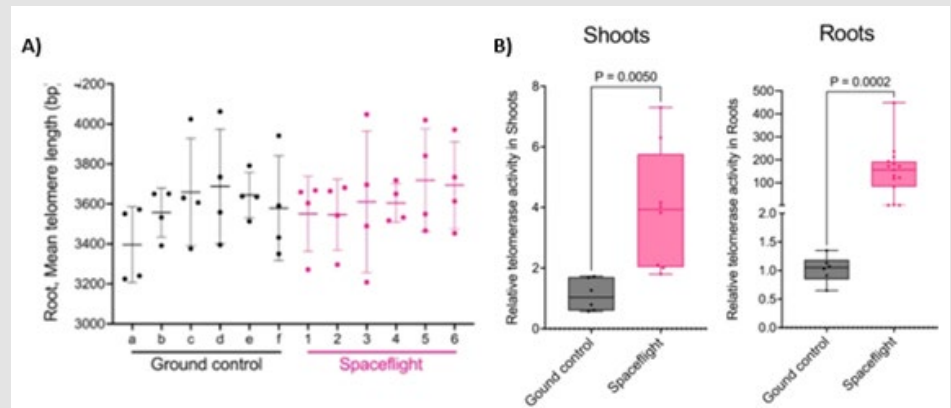 A)
Root, Mean telomere length (bp)
4200
4000
3800
3600
3400
3200
3000
a b c d e f 1 2 3 4 5 6
Ground control
Spaceflight
B)
Shoots
P = 0.0050
Relative telomerase activity in Shoots
8
6
4
2
0
Gound control
Spaceflight
Roots
P = 0.0002
Relative telomerase activity in Roots
500
400
300
200
100
2.0
1.5
1.0
0.5
0.0
Ground control
Spaceflight